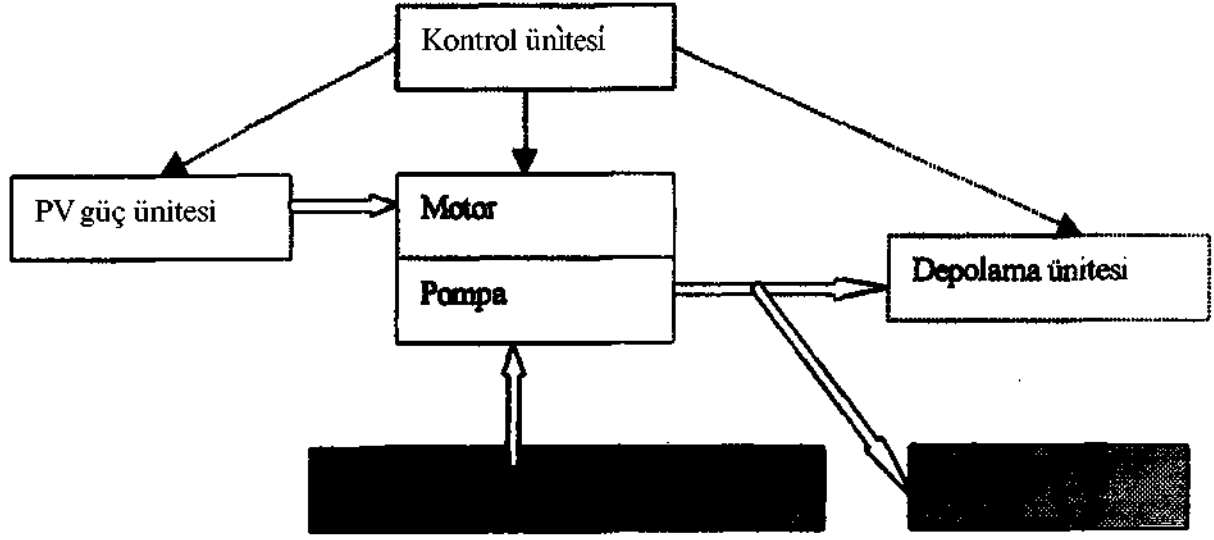 Kontrol ünitesi
PV güç ünitesi
Motor
Depolama ünitesi
Pompa